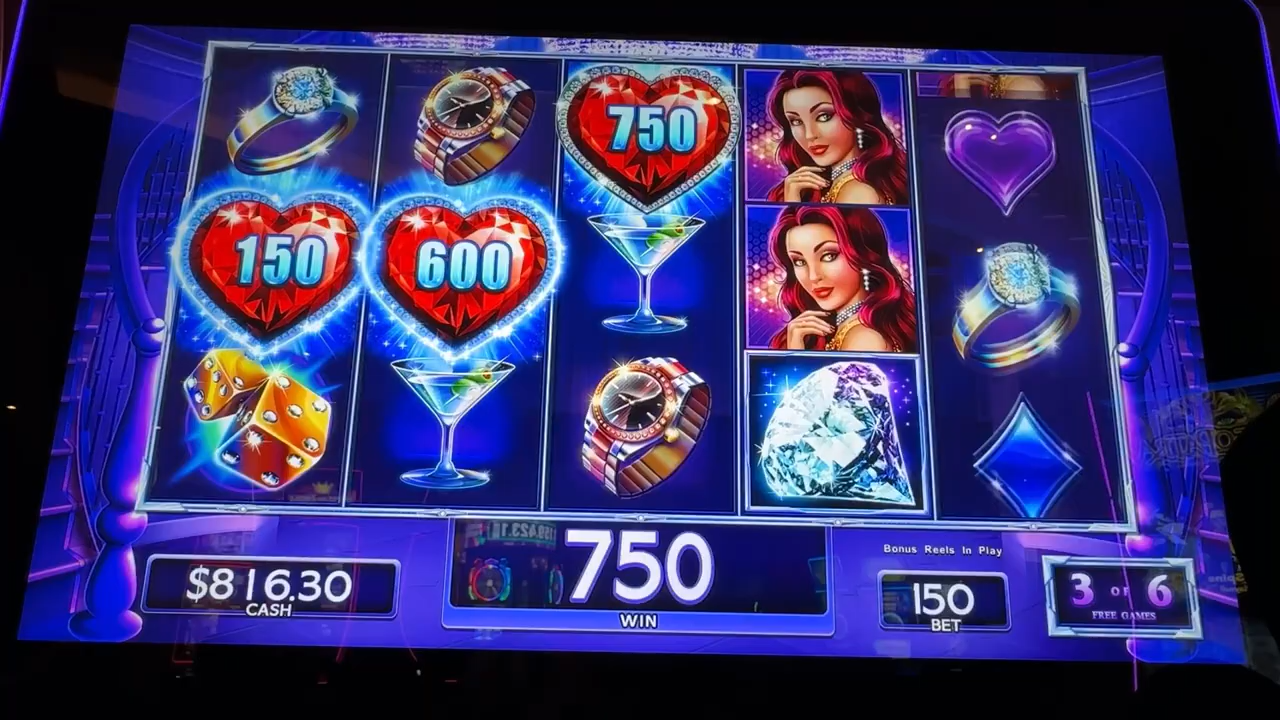 750
150
600
750
WIN
$816.30
CASH
Bonus Reels In Play
150
BET
3 OF 6
FREE GAMES